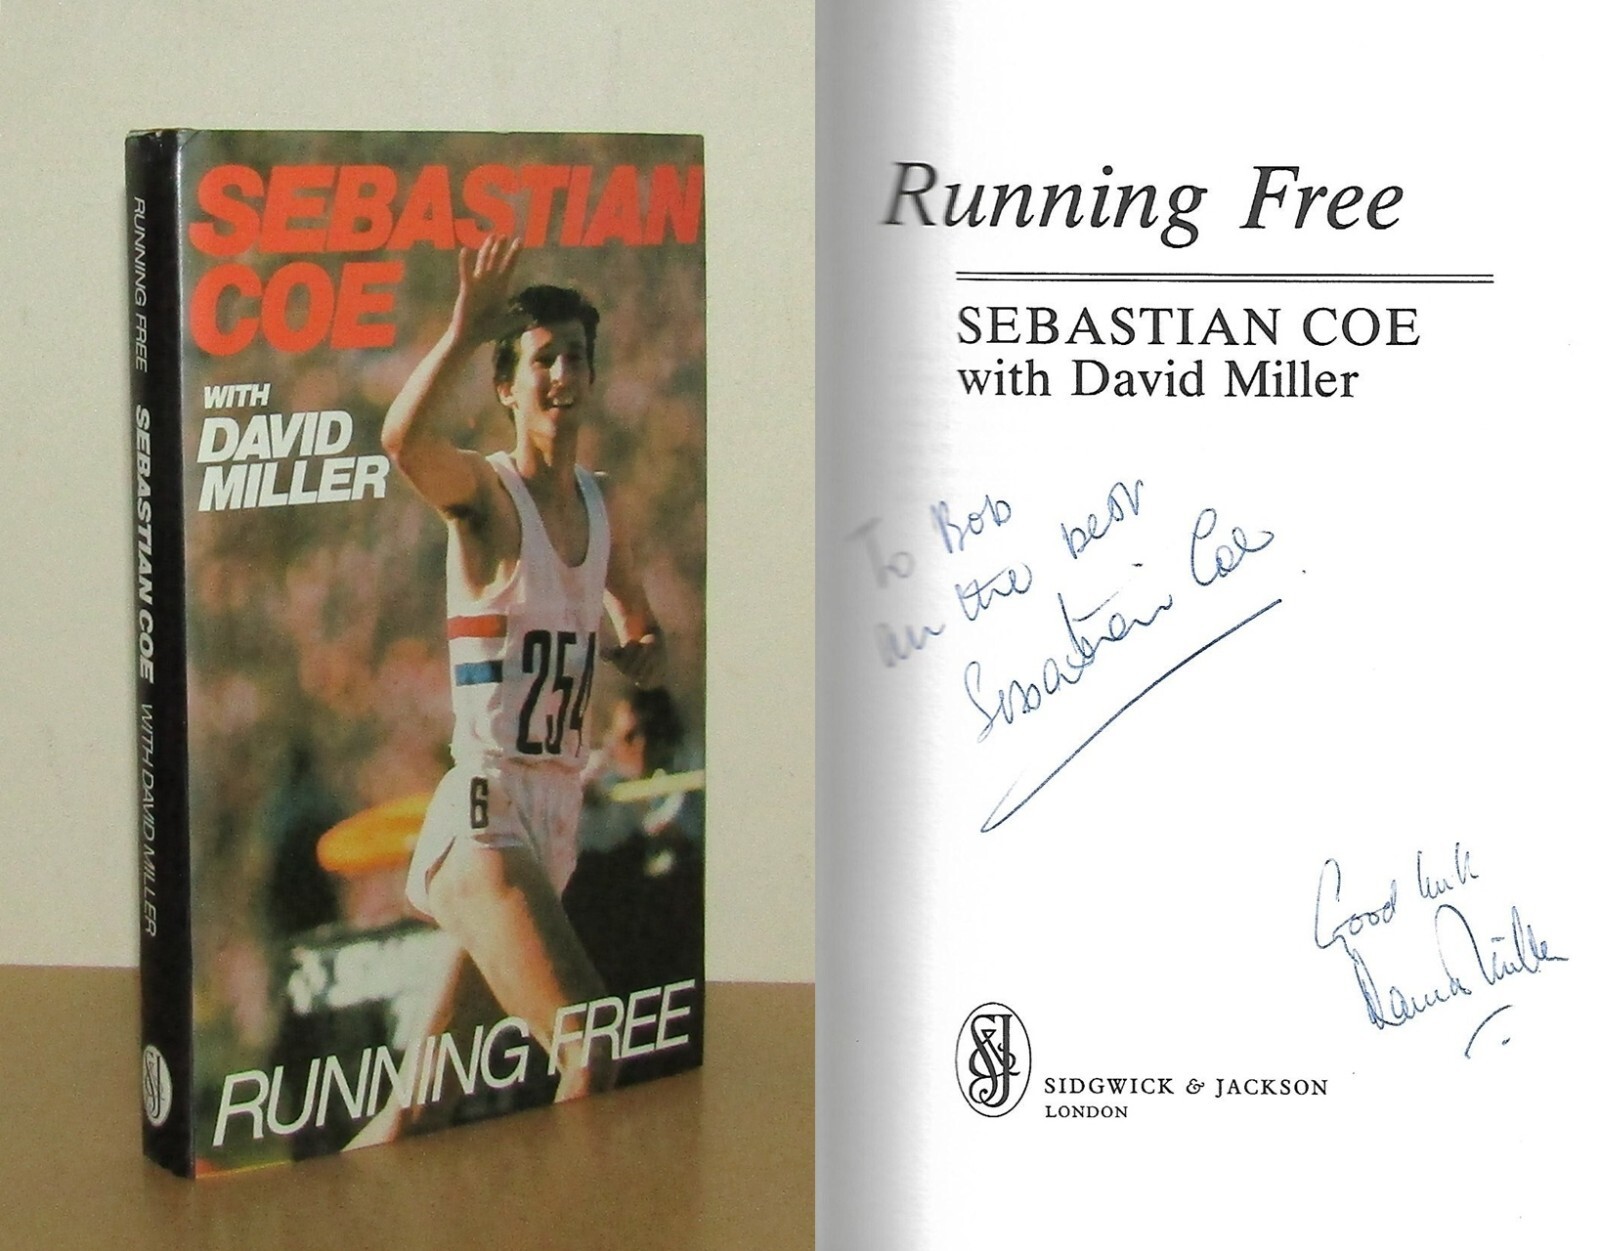 RUNNING FREE SEBASTIAN COE WITH DAVID MILLER
SEBASTIAN
COE
WITH
DAVID
MILLER
254
6
RUNNING FREE
Running Free
SEBASTIAN COE
with David Miller
To Bob
all the best
Sebastian Coe
Good luck
David Miller
SIDGWICK & JACKSON
LONDON